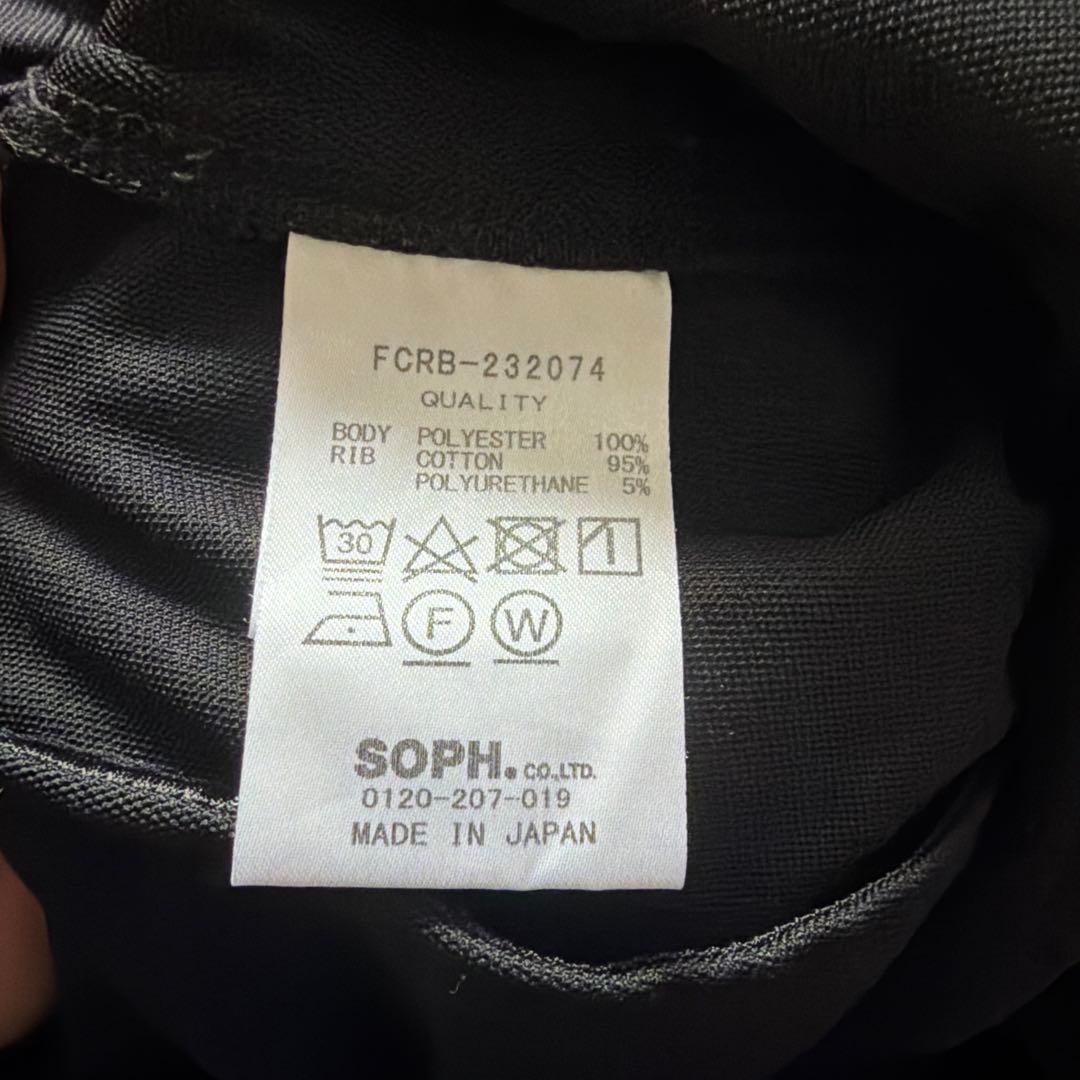 FCRB-232074
QUALITY
BODY POLYESTER 100%
RIB COTTON 95%
POLYURETHANE 5%
30
F W
SOPH. CO.,LTD.
0120-207-019
MADE IN JAPAN